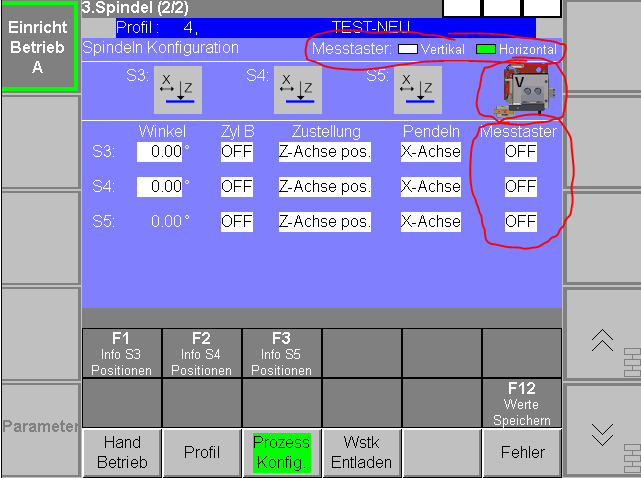 3.Spindel (2/2)
Einricht
Betrieb
A
Profil: 4, TEST-NEU
Spindeln Konfiguration Messtaster: Vertikal Horizontal
S3: X Z S4: X Z S5: X Z V
Winkel Zyl B Zustellung Pendeln Messtaster
S3: 0.00° OFF Z-Achse pos. X-Achse OFF
S4: 0.00° OFF Z-Achse pos. X-Achse OFF
S5: 0.00° OFF Z-Achse pos. X-Achse OFF
F1 F2 F3
Info S3 Info S4 Info S5
Positionen Positionen Positionen
F12
Werte
Speichern
Parameter
Hand
Betrieb
Profil
Prozess
Konfig.
Wstk
Entladen
Fehler